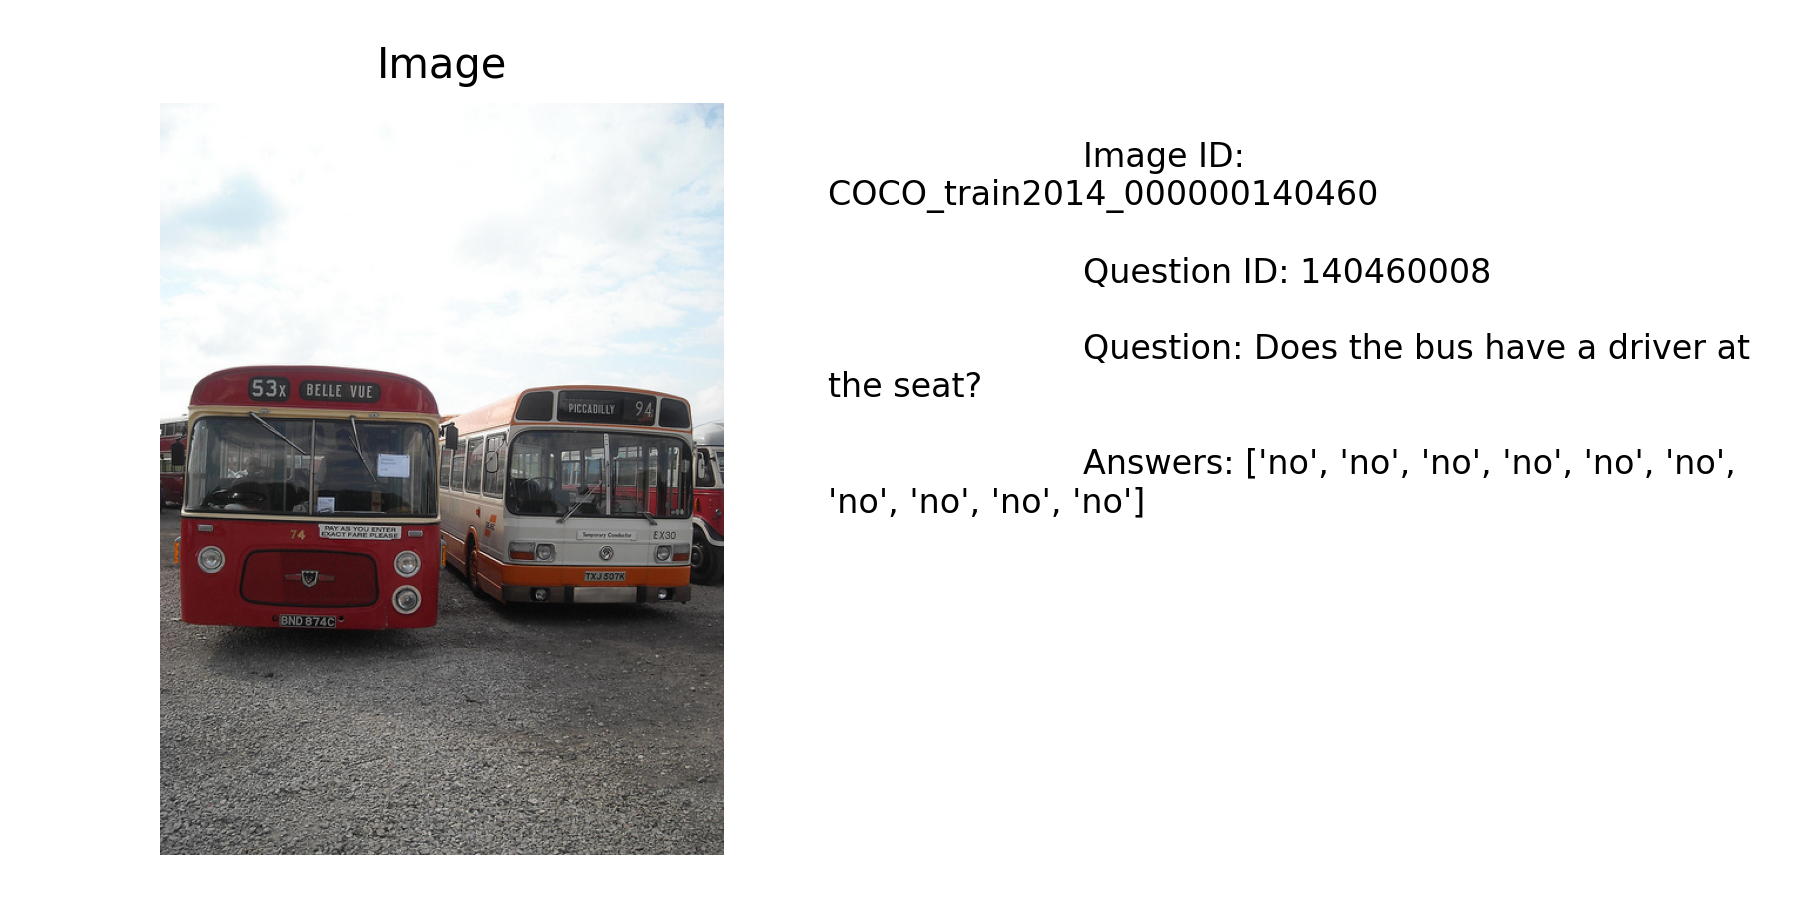 Image
53X BELLE VUE
PICCADILLY 94
74
PAY AS YOU ENTER
EXACT FARE PLEASE
Temporary Conductor
EX30
TXJ 507K
BND 874C
Image ID:
COCO_train2014_000000140460
Question ID: 140460008
Question: Does the bus have a driver at
the seat?
Answers: ['no', 'no', 'no', 'no', 'no', 'no',
'no', 'no', 'no', 'no']